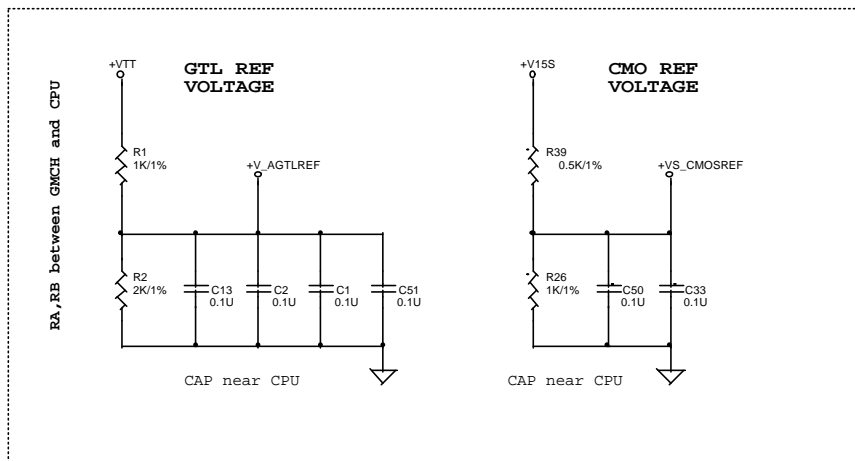 +VTT
GTL REF
VOLTAGE
RA,RB between GMCH and CPU
R1
1K/1%
+V_AGTLREF
R2
2K/1%
C13
0.1U
C2
0.1U
C1
0.1U
C51
0.1U
CAP near CPU
+V15S
CMO REF
VOLTAGE
R39
0.5K/1%
+VS_CMOSREF
R26
1K/1%
C50
0.1U
C33
0.1U
CAP near CPU